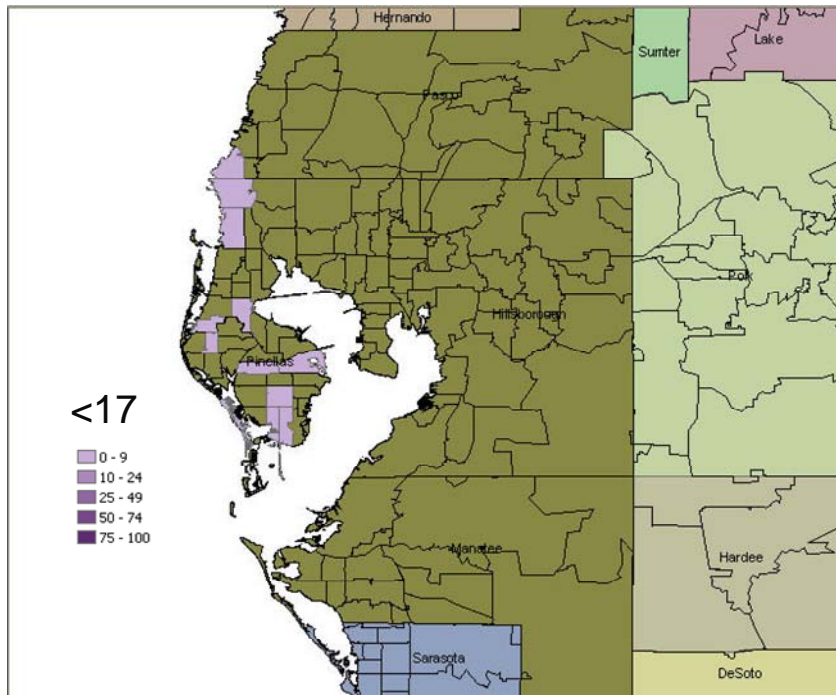 Hernando
Sumter
Lake
Pasco
Polk
Hillsborough
Pinellas
<17
0 - 9
10 - 24
25 - 49
50 - 74
75 - 100
Manatee
Hardee
Sarasota
DeSoto